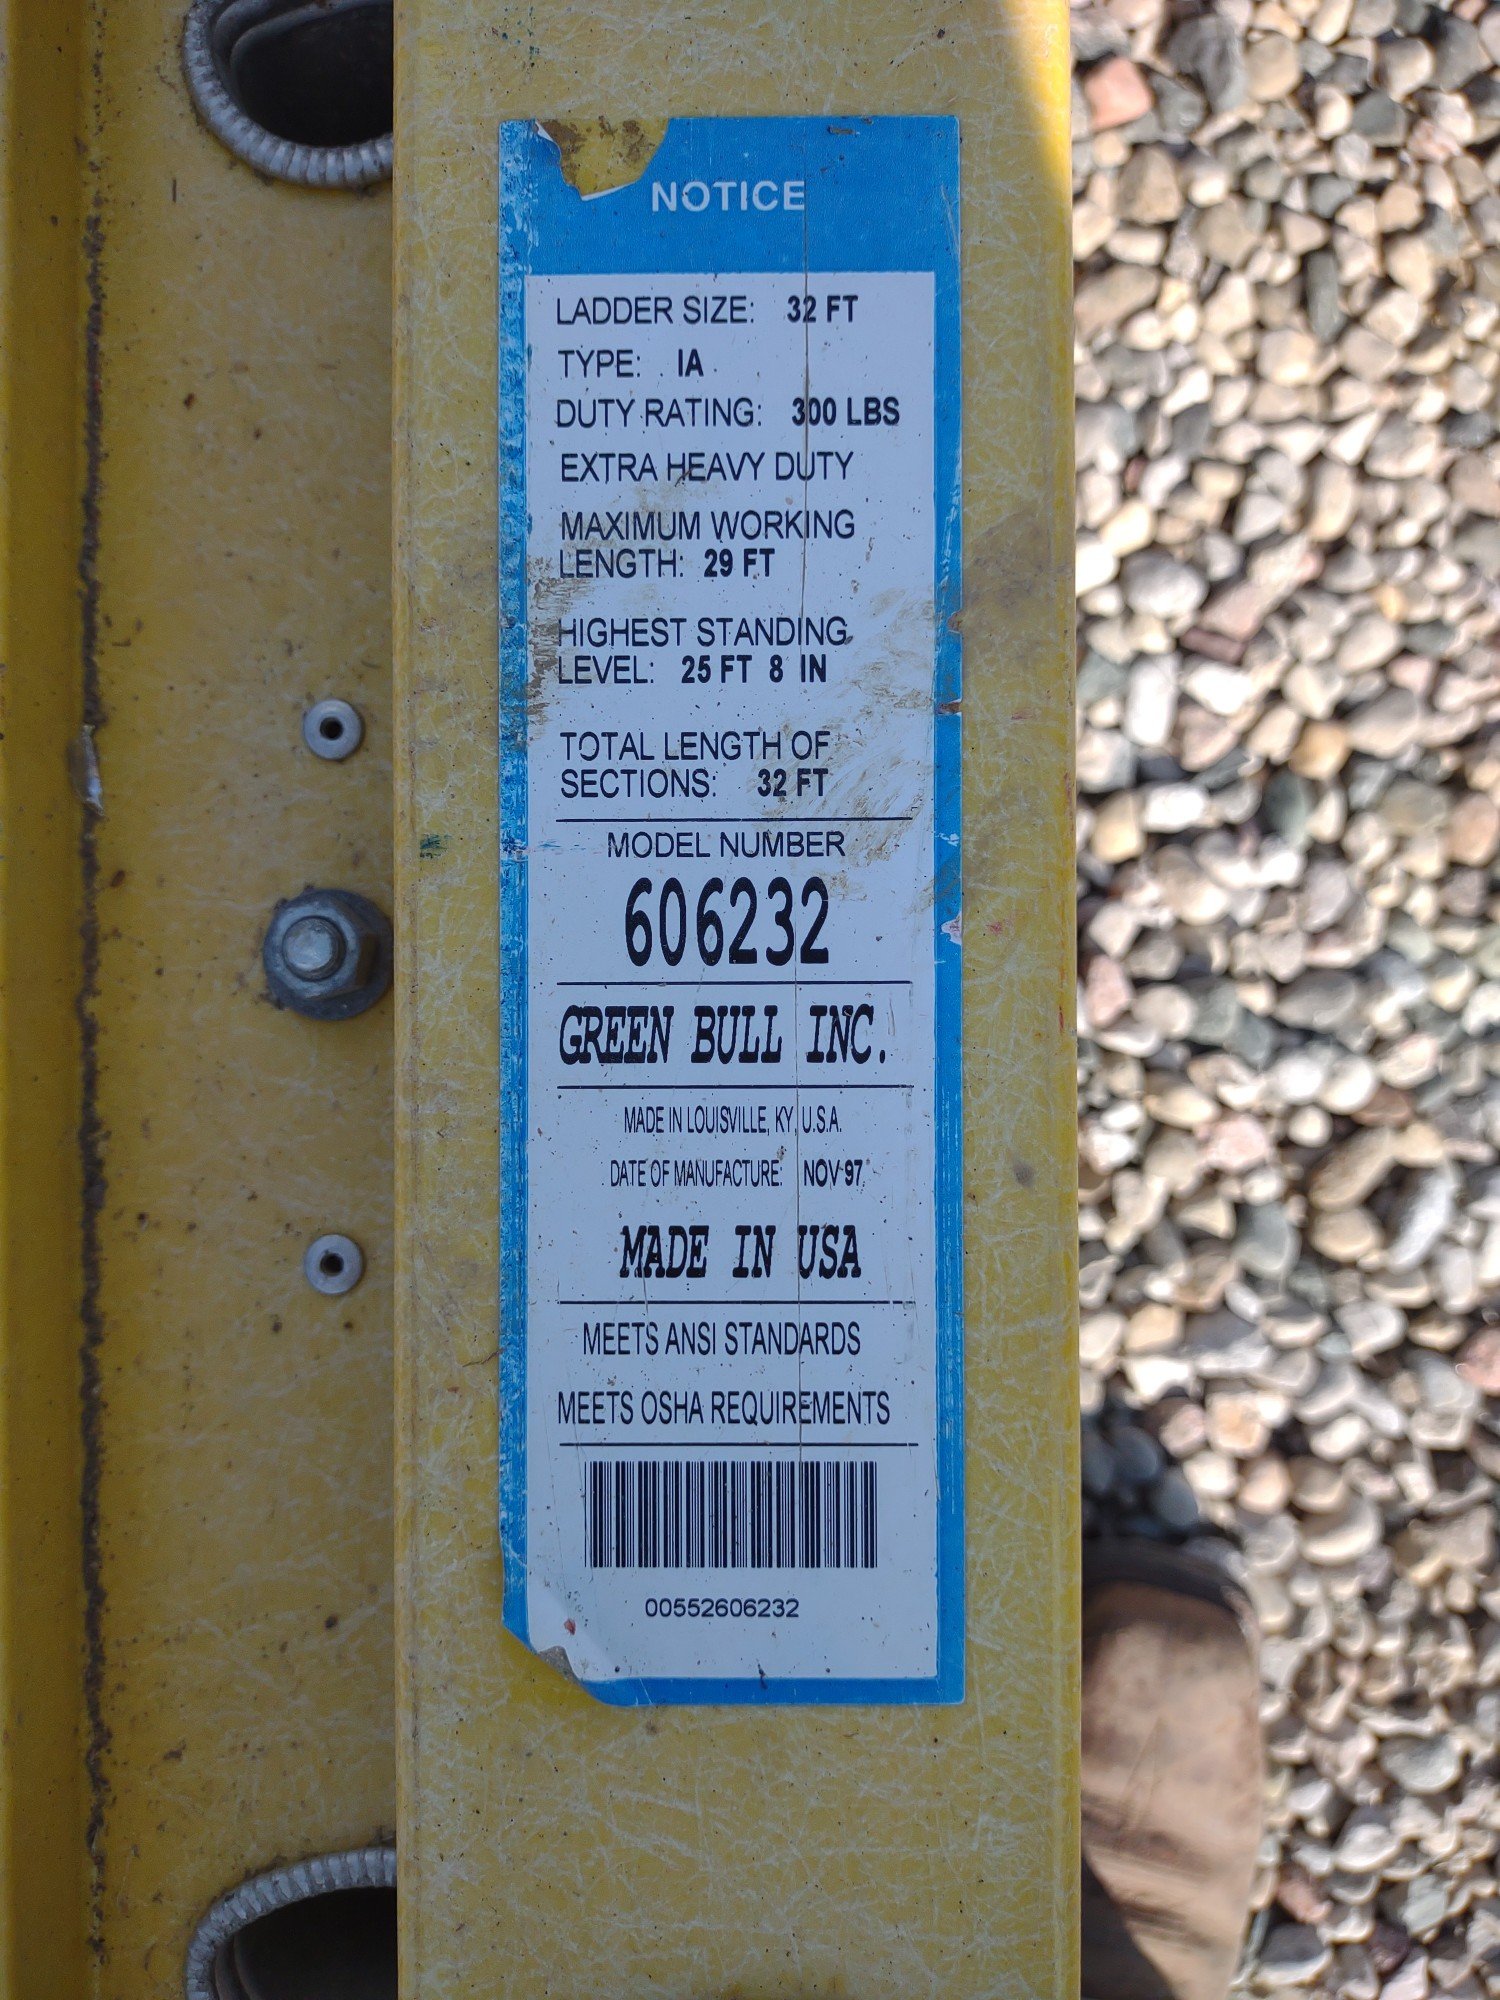 NOTICE
LADDER SIZE: 32 FT
TYPE: IA
DUTY RATING: 300 LBS
EXTRA HEAVY DUTY
MAXIMUM WORKING
LENGTH: 29 FT
HIGHEST STANDING
LEVEL: 25 FT 8 IN
TOTAL LENGTH OF
SECTIONS: 32 FT
MODEL NUMBER
606232
GREEN BULL INC.
MADE IN LOUISVILLE, KY, U.S.A.
DATE OF MANUFACTURE: NOV 97
MADE IN USA
MEETS ANSI STANDARDS
MEETS OSHA REQUIREMENTS
00552606232